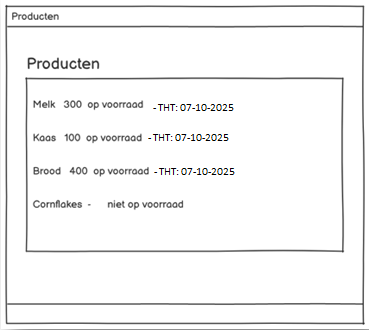 Producten
Producten
Melk 300 op voorraad - THT: 07-10-2025
Kaas 100 op voorraad - THT: 07-10-2025
Brood 400 op voorraad - THT: 07-10-2025
Cornflakes - niet op voorraad